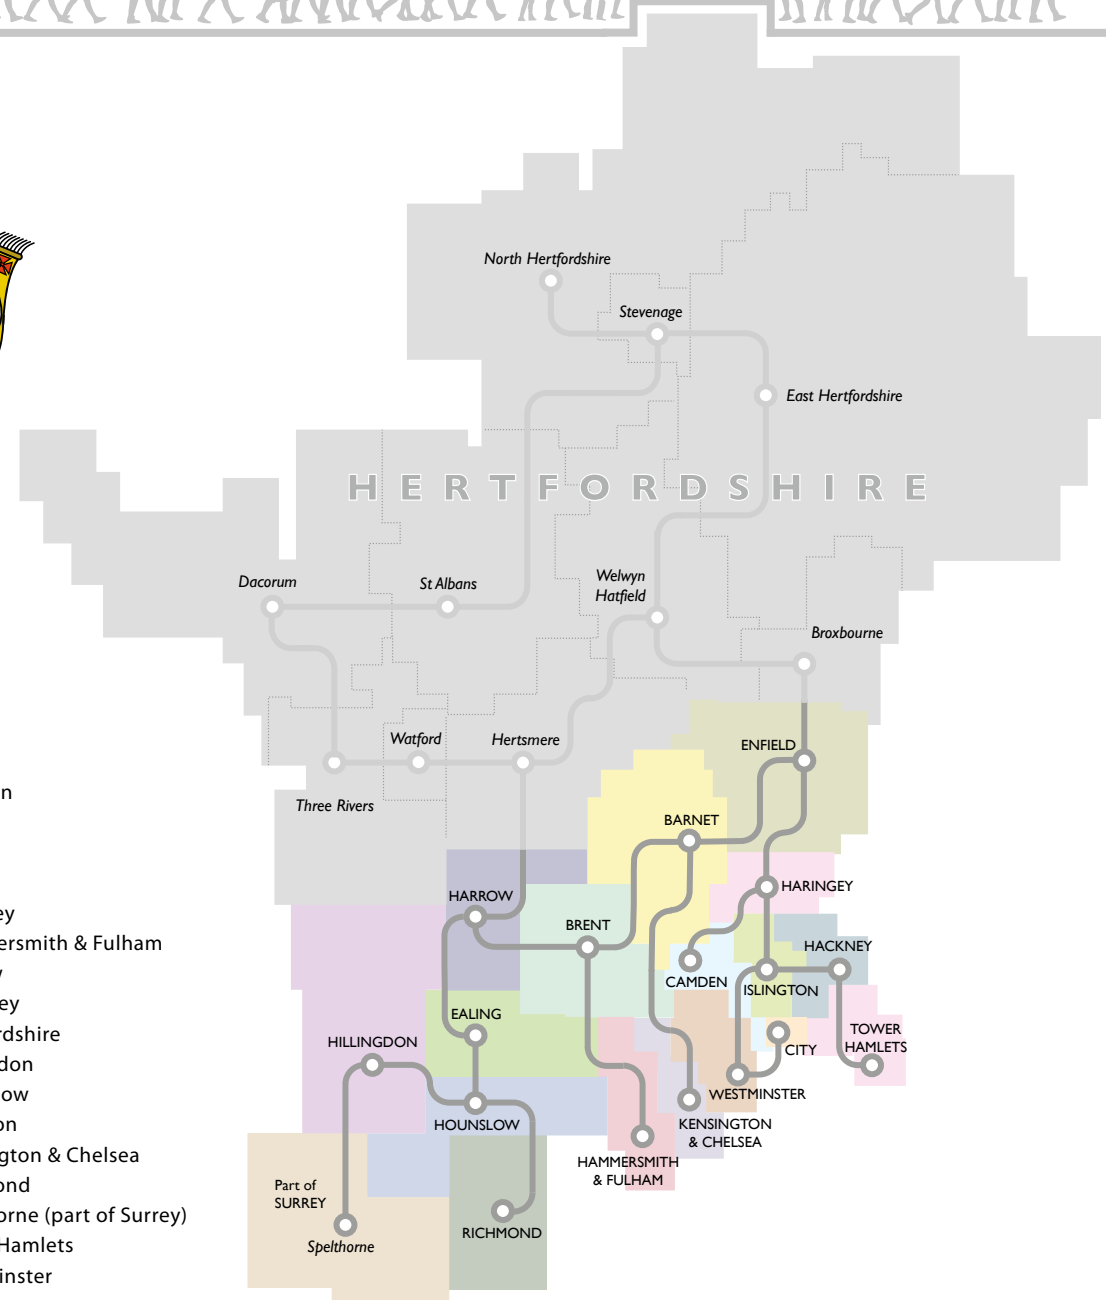 North Hertfordshire
Stevenage
East Hertfordshire
HERTFORDSHIRE
Dacorum
St Albans
Welwyn
Hatfield
Broxbourne
Watford
Hertsmere
ENFIELD
Three Rivers
BARNET
HARROW
HARINGEY
BRENT
HACKNEY
CAMDEN
ISLINGTON
EALING
HILLINGDON
CITY
TOWER
HAMLETS
WESTMINSTER
HOUNSLOW
KENSINGTON
& CHELSEA
HAMMERSMITH
& FULHAM
Part of
SURREY
RICHMOND
Spelthorne
n
ey
ersmith & Fulham
ey
rdshire
don
ow
on
gton & Chelsea
ond
orne (part of Surrey)
Hamlets
inster